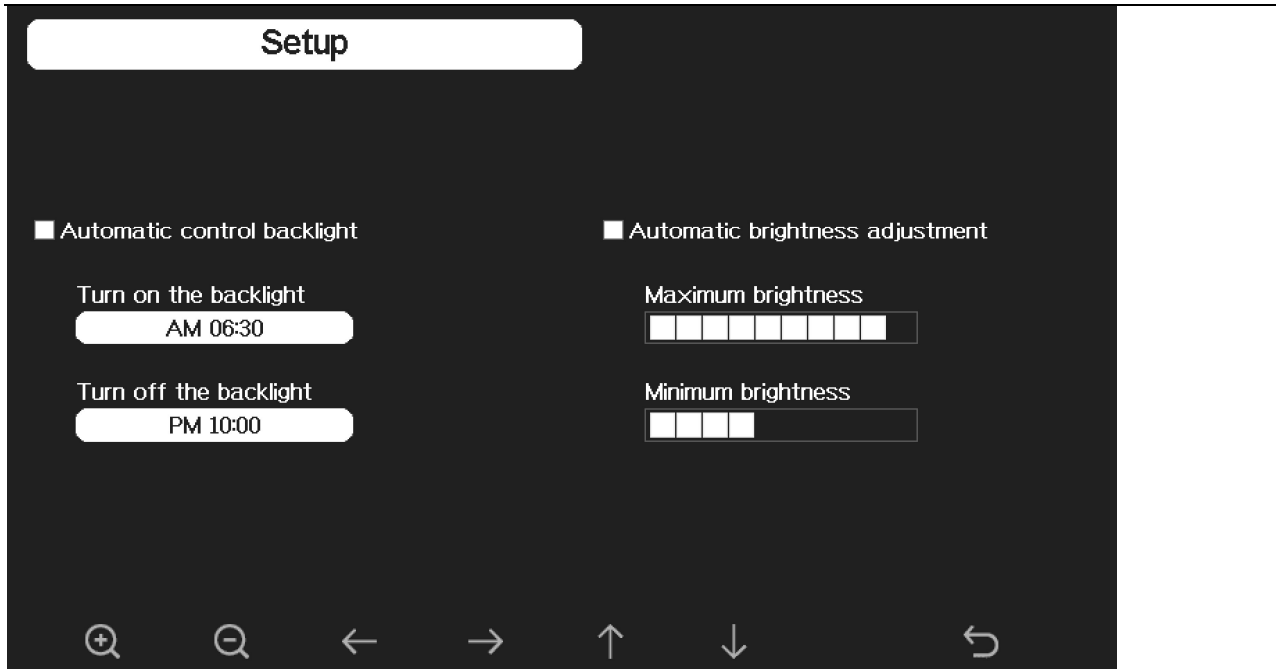 Setup
Automatic control backlight
Turn on the backlight
AM 06:30
Turn off the backlight
PM 10:00
Automatic brightness adjustment
Maximum brightness
Minimum brightness